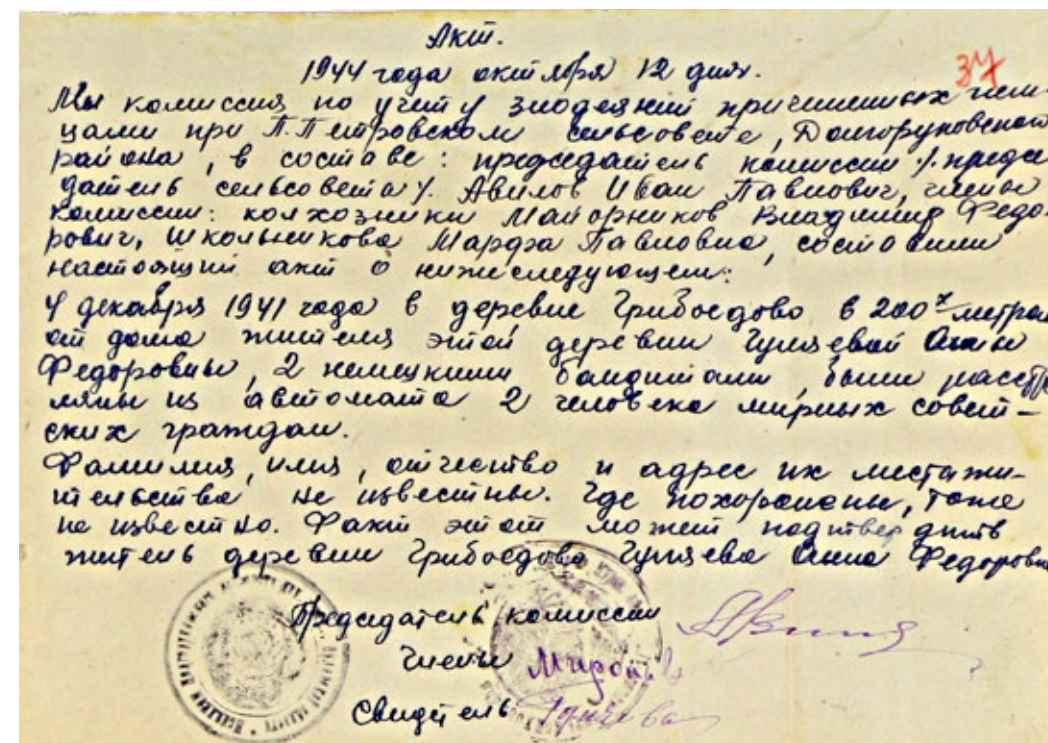 Акт.
1944 года октября 12 дня.
37
Мы комиссия по учету злодеяний причиненных нем-
цами при П.Петровском сельсовете, Долгоруковского
района, в составе: председатель комиссии /. предсе
датель сельсовета /. Авилов Иван Павлович, члены
комиссии: колхозники Майорников Владимир Федо-
рович, Школьникова Марфа Павловна, составили
настоящий акт о нижеследующем:
4 декабря 1941 года в деревне Грибоедово в 200х метрах
от дома жителя этой деревни Гуляевой Анны
Федоровны, 2 немецкими бандитами, были расстре
ляны из автомата 2 человека мирных совет-
ских граждан.
Фамилия, имя, отчество и адрес их местажи-
тельства не известны. Где похоронены, тоже
не известно. Факт этот может подтвердить
житель деревни Грибоедово Гуляева Анна Федоровна
Председатель комиссии
Члены
Свидетель Гуляева